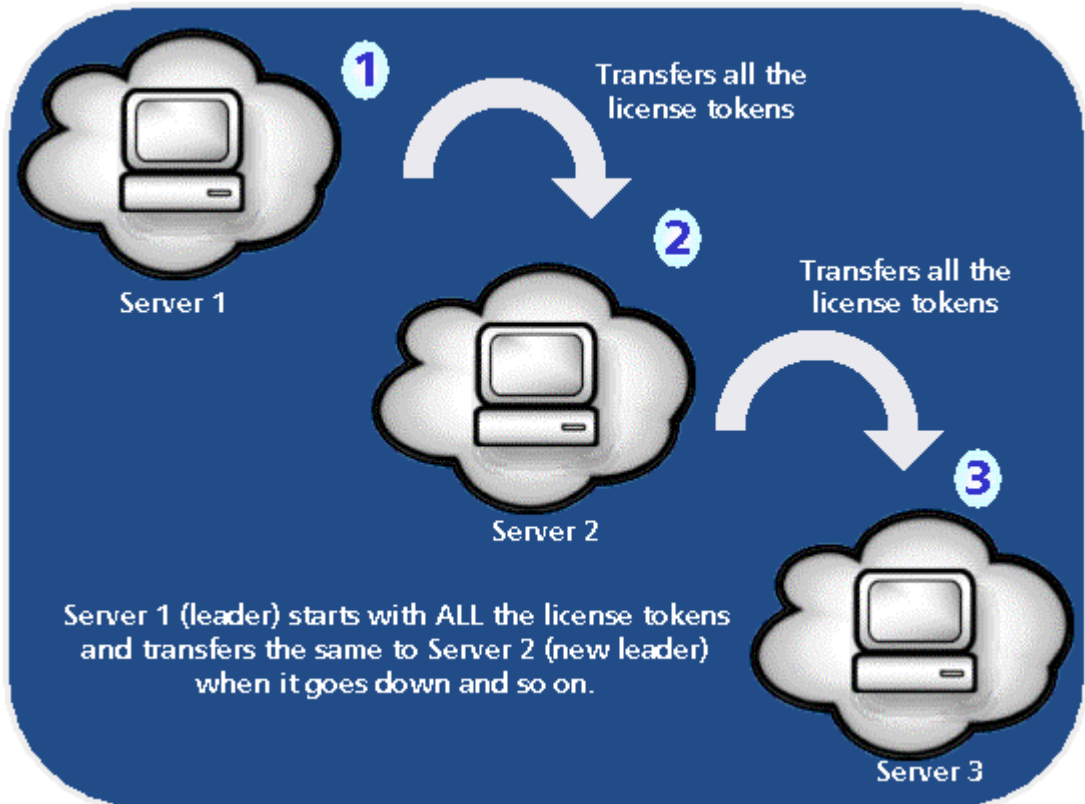 1
Transfers all the
license tokens
Server 1
2
Transfers all the
license tokens
Server 2
3
Server 1 (leader) starts with ALL the license tokens
and transfers the same to Server 2 (new leader)
when it goes down and so on.
Server 3